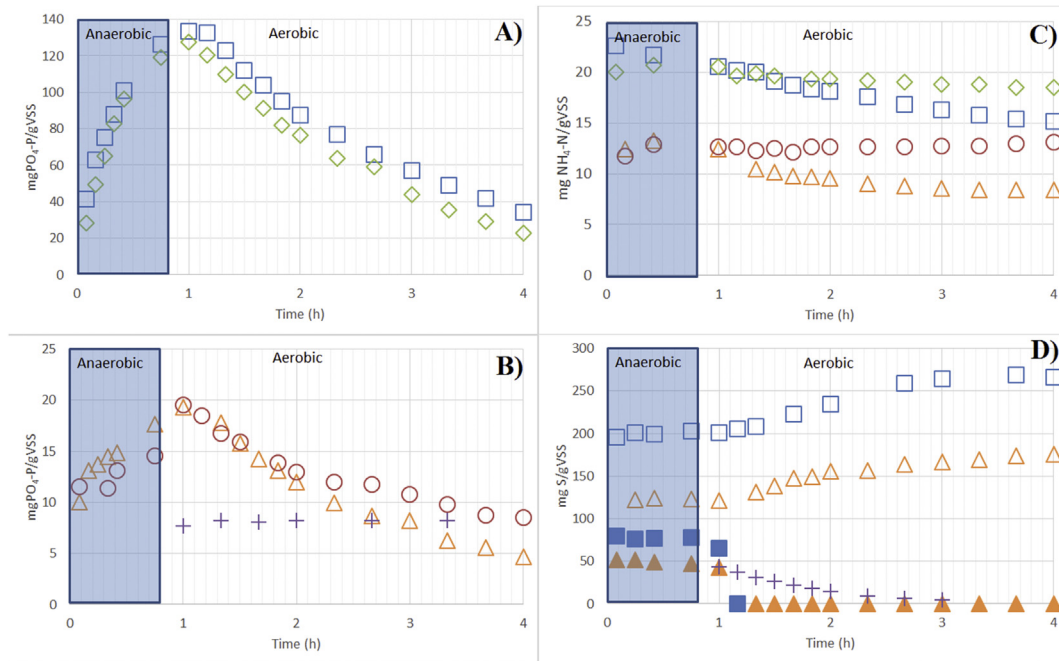 140
120
100
80
60
40
20
0
mgPO4-P/gVSS
Anaerobic
Aerobic
A)
0
1
2
3
4
Time (h)
25
20
15
10
5
0
mg NH4-N/gVSS
Anaerobic
Aerobic
C)
0
1
2
3
4
Time (h)
25
20
15
10
5
0
mgPO4-P/gVSS
Anaerobic
Aerobic
B)
0
1
2
3
4
Time (h)
300
250
200
150
100
50
0
mg S/gVSS
Anaerobic
Aerobic
D)
0
1
2
3
4
Time (h)